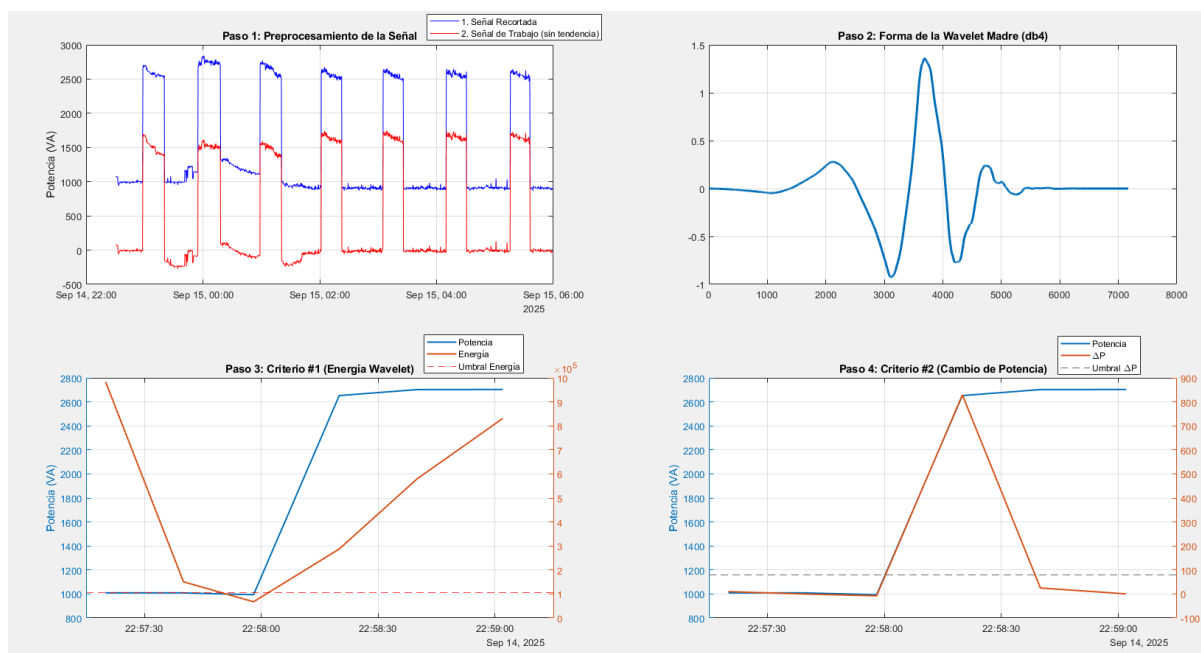 Paso 1: Preprocesamiento de la Señal
1. Señal Recortada
2. Señal de Trabajo (sin tendencia)
Potencia (VA)
3000
2500
2000
1500
1000
500
0
-500
Sep 14, 22:00 Sep 15, 00:00 Sep 15, 02:00 Sep 15, 04:00 Sep 15, 06:00
2025
Paso 2: Forma de la Wavelet Madre (db4)
1.5
1
0.5
0
-0.5
-1
0 1000 2000 3000 4000 5000 6000 7000 8000
Paso 3: Criterio #1 (Energía Wavelet)
Potencia
Energía
Umbral Energía
× 10⁵
Potencia (VA)
2800
2600
2400
2200
2000
1800
1600
1400
1200
1000
800
10
9
8
7
6
5
4
3
2
1
0
22:57:30 22:58:00 22:58:30 22:59:00
Sep 14, 2025
Paso 4: Criterio #2 (Cambio de Potencia)
Potencia
ΔP
Umbral ΔP
Potencia (VA)
2800
2600
2400
2200
2000
1800
1600
1400
1200
1000
800
900
800
700
600
500
400
300
200
100
0
-100
22:57:30 22:58:00 22:58:30 22:59:00
Sep 14, 2025